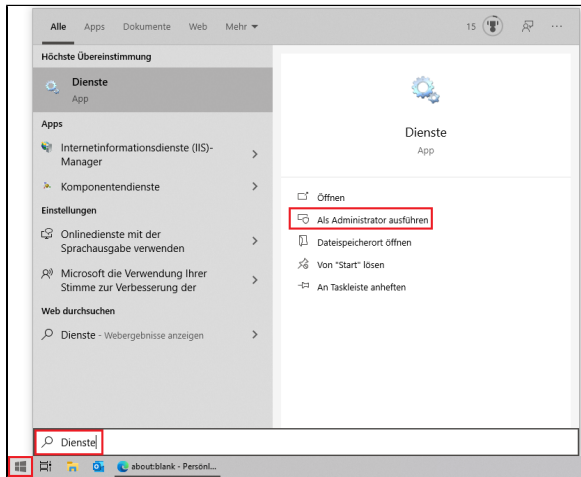 Alle Apps Dokumente Web Mehr 15
Höchste Übereinstimmung
Dienste
App
Apps
Internetinformationsdienste (IIS)-
Manager
Komponentendienste
Einstellungen
Onlinedienste mit der
Sprachausgabe verwenden
Microsoft die Verwendung Ihrer
Stimme zur Verbesserung der
Web durchsuchen
Dienste - Webergebnisse anzeigen
Dienste
App
Öffnen
Als Administrator ausführen
Dateispeicherort öffnen
Von "Start" lösen
An Taskleiste anheften
Dienste
about:blank - Persönl...